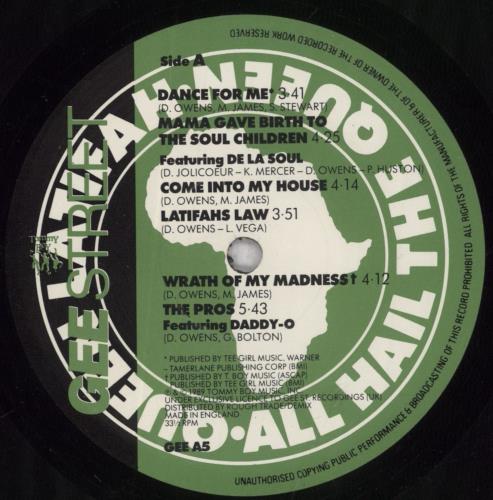 Side A
DANCE FOR ME* 3·41
(D. OWENS, M. JAMES, S. STEWART)
MAMA GAVE BIRTH TO
THE SOUL CHILDREN 4·25
Featuring DE LA SOUL
(D. JOLICOEUR – K. MERCER – D. OWENS – P. HUSTON)
COME INTO MY HOUSE 4·14
(D. OWENS, M. JAMES)
LATIFAHS LAW 3·51
(D. OWENS – L. VEGA)
WRATH OF MY MADNESS† 4·12
(D. OWENS, M. JAMES)
THE PROS 5·43
Featuring DADDY-O
(D. OWENS, G. BOLTON)
* PUBLISHED BY TEE GIRL MUSIC, WARNER
– TAMERLANE PUBLISHING CORP (BMI)
† PUBLISHED BY T. BOY MUSIC (ASCAP)
PUBLISHED BY TEE GIRL MUSIC (BMI)
© 1989 TOMMY BOY MUSIC, INC.
UNDER EXCLUSIVE LICENCE TO GEE ST. RECORDINGS (UK)
DISTRIBUTED BY ROUGH TRADE/DEMIX
MADE IN ENGLAND
33⅓ RPM
GEE A5
GEE STREET
Tommy Boy
QUEEN
ALL HAIL THE QUEEN
ALL RIGHTS OF THE MANUFACTURER & OF THE OWNER OF THE RECORDED WORK RESERVED
UNAUTHORISED COPYING PUBLIC PERFORMANCE & BROADCASTING OF THIS RECORD PROHIBITED